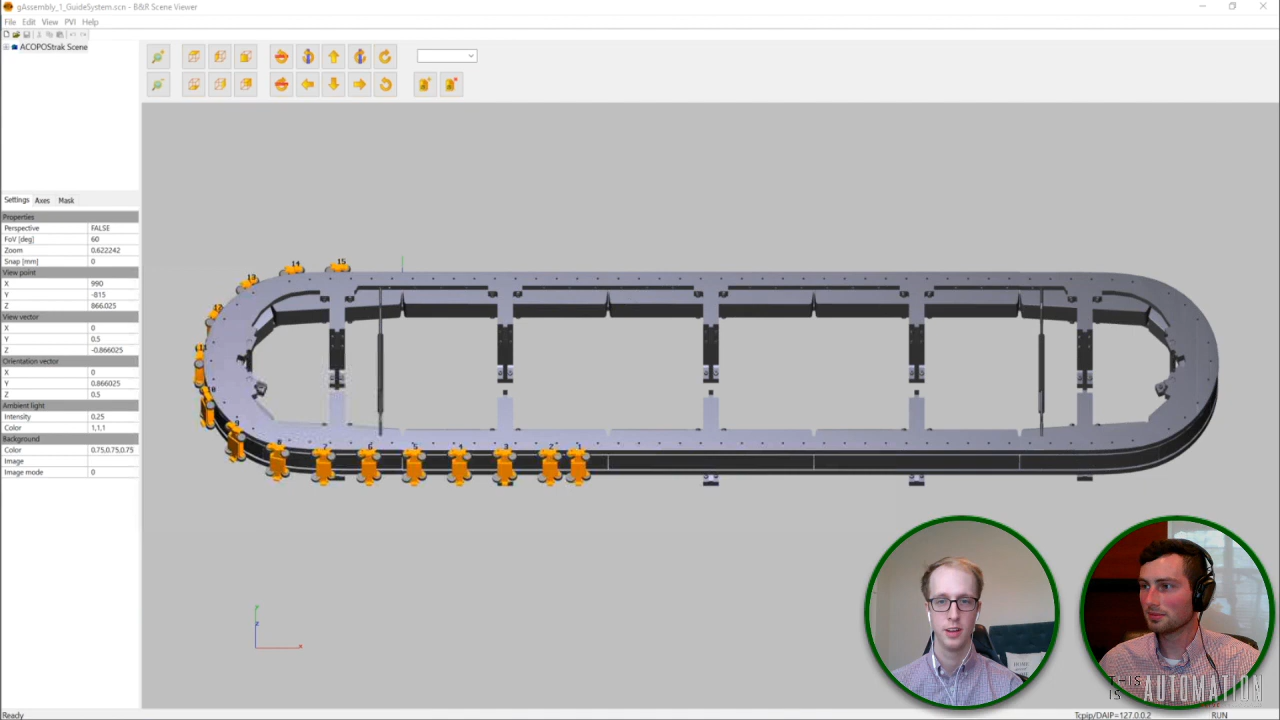 gAssembly_1_GuideSystem.scn - B&R Scene Viewer
File Edit View PVI Help
ACOPOStrak Scene
Settings Axes Mask
Properties
Perspective FALSE
FoV [deg] 60
Zoom 0.622242
Snap [mm] 0
View point
X 990
Y -815
Z 866.025
View vector
X 0
Y 0.5
Z -0.866025
Orientation vector
X 0
Y 0.866025
Z 0.5
Ambient light
Intensity 0.25
Color 1,1,1
Background
Color 0.75,0.75,0.75
Image
Image mode 0
15
14
13
12
11
10
9
8 7 6 5 3 2 1
Y
Z
X
THIS
IS AUTOMATION
Ready Tcpip/DAIP=127.0.0.2 RUN